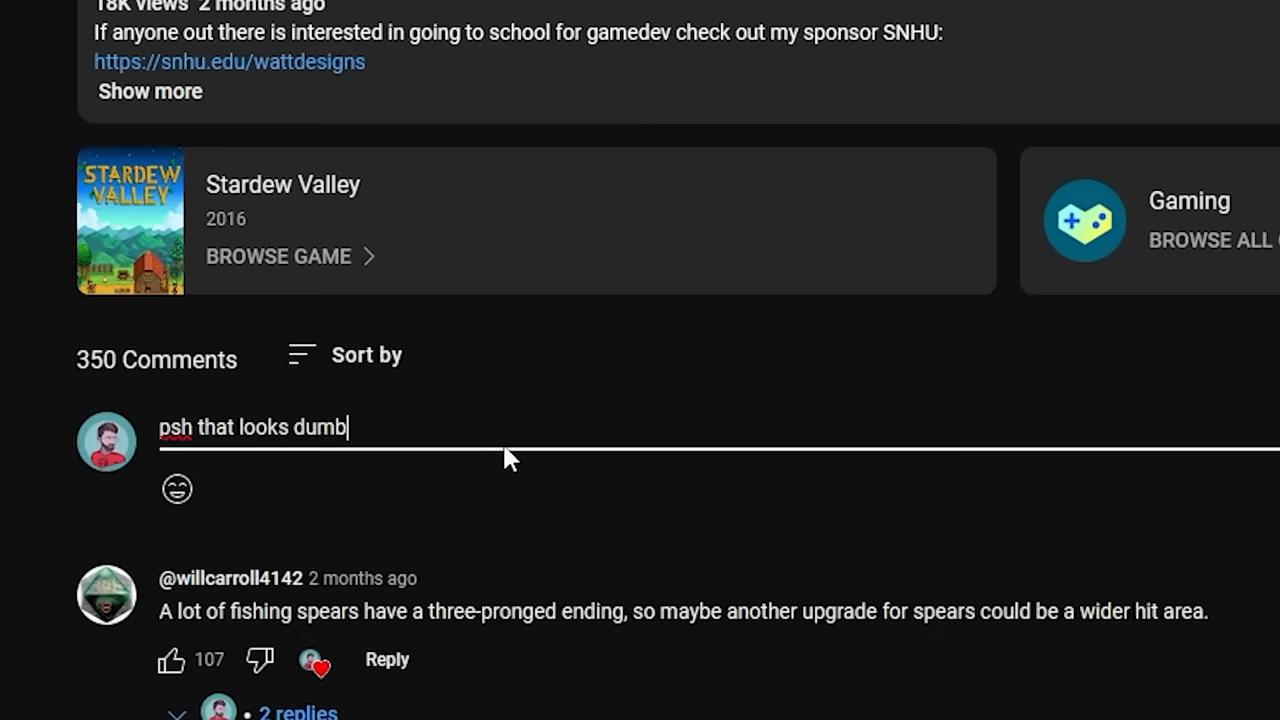 18K views 2 months ago
If anyone out there is interested in going to school for gamedev check out my sponsor SNHU:
https://snhu.edu/wattdesigns
Show more
STARDEW
VALLEY
Stardew Valley
2016
BROWSE GAME
Gaming
BROWSE ALL
350 Comments
Sort by
psh that looks dumb
@willcarroll4142 2 months ago
A lot of fishing spears have a three-pronged ending, so maybe another upgrade for spears could be a wider hit area.
107
Reply
2 replies